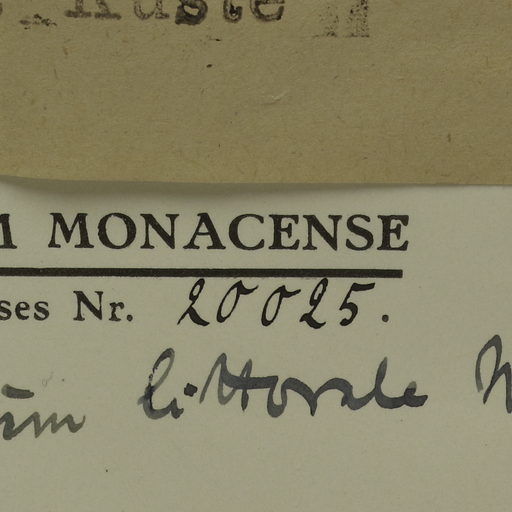 Küste
M MONACENSE
ses Nr. 20025.
um littorale